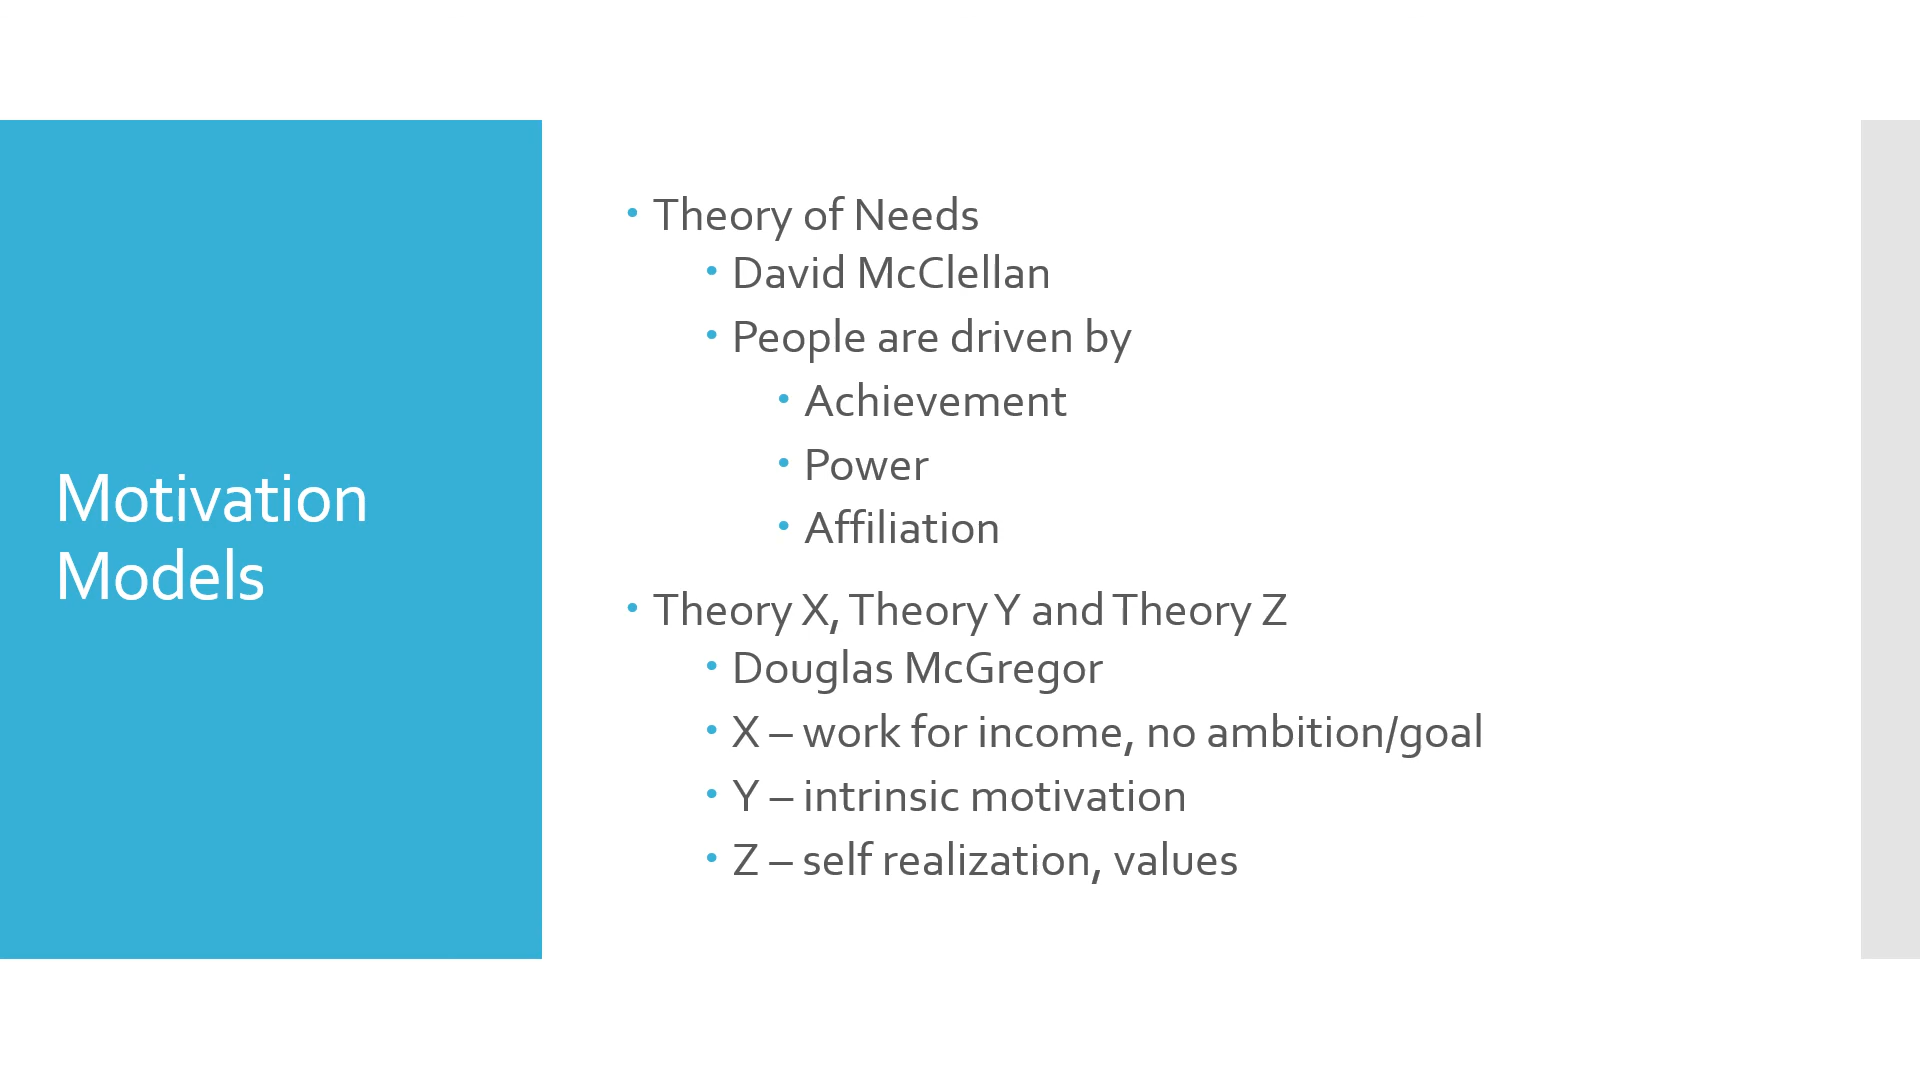 Motivation
Models
• Theory of Needs
• David McClellan
• People are driven by
• Achievement
• Power
• Affiliation
• Theory X, Theory Y and Theory Z
• Douglas McGregor
• X – work for income, no ambition/goal
• Y – intrinsic motivation
• Z – self realization, values